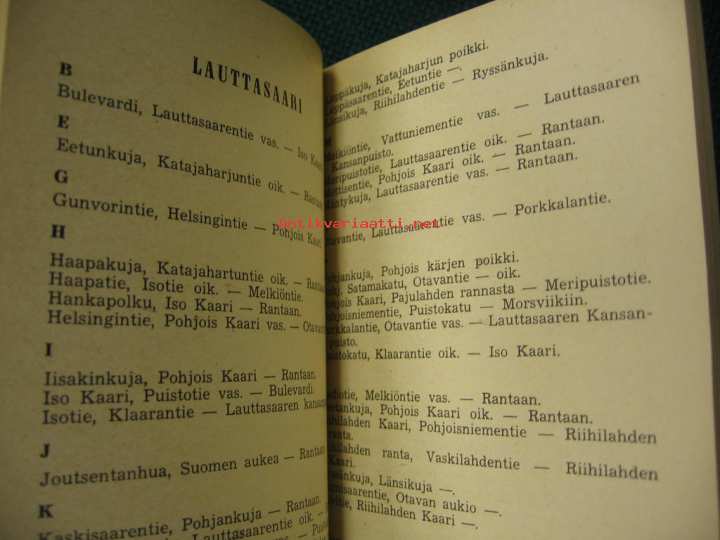 LAUTTASAARI
B
Bulevardi, Lauttasaarentie vas. — Iso
E
Eetunkuja, Katajaharjuntie oik. —
G
Gunvorintie, Helsingintie — Pohjois
H
Haapakuja, Katajahartuntie oik. —
Haapatie, Isotie oik. — Melkiöntie.
Hankapolku, Iso Kaari — Rantaan.
Helsingintie, Pohjois Kaari vas. —
I
Iisakinkuja, Pohjois Kaari — Rantaan.
Iso Kaari, Puistotie vas. — Bulevardi.
Isotie, Klaarantie — Lauttasaaren
J
Joutsentanhua, Suomen aukea — Rantaan
K
Kaskisaarentie, Pohjankuja — Rantaan.
Lauttasaarentie oik. —
Katajaharjun poikki.
Eetuntie —.
Riihilahdentie — Ryssänkuja.
Vattuniementie vas. — Lauttasaaren
Kansanpuisto.
Lauttasaarentie oik. — Rantaan.
Pohjois Kaari oik. — Rantaan.
Lauttasaarentie vas. — Rantaan.
Lauttasaarentie vas. — Porkkalantie.
antikvariaatti.net
Pohjois kärjen poikki.
Satamakatu, Otavantie — oik.
Kaari, Pajulahden rannasta — Meripuistotie.
Puistokatu — Morsviikiin.
Otavantie vas. — Lauttasaaren Kansan-
Klaarantie oik. — Iso Kaari.
Melkiöntie vas. — Rantaan.
Pohjois Kaari oik. — Rantaan.
Kaari, Pohjoisniementie — Riihilahden
ranta, Vaskilahdentie — Riihilahden
Länsikuja —.
Otavan aukio —.
Riihilahden Kaari —.